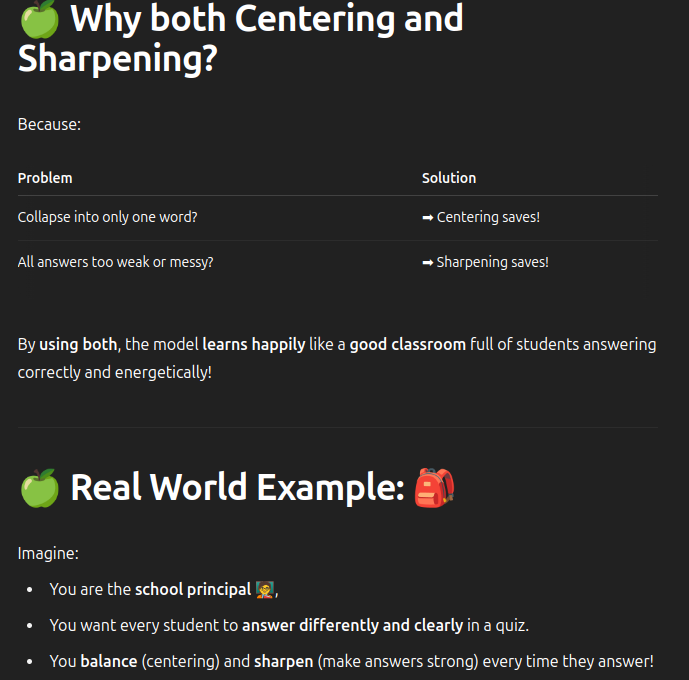 🍏 Why both Centering and
Sharpening?
Because:
Problem Solution
Collapse into only one word? ➡ Centering saves!
All answers too weak or messy? ➡ Sharpening saves!
By using both, the model learns happily like a good classroom full of students answering
correctly and energetically!
🍏 Real World Example: 🎒
Imagine:
• You are the school principal 🧑‍🏫,
• You want every student to answer differently and clearly in a quiz.
• You balance (centering) and sharpen (make answers strong) every time they answer!